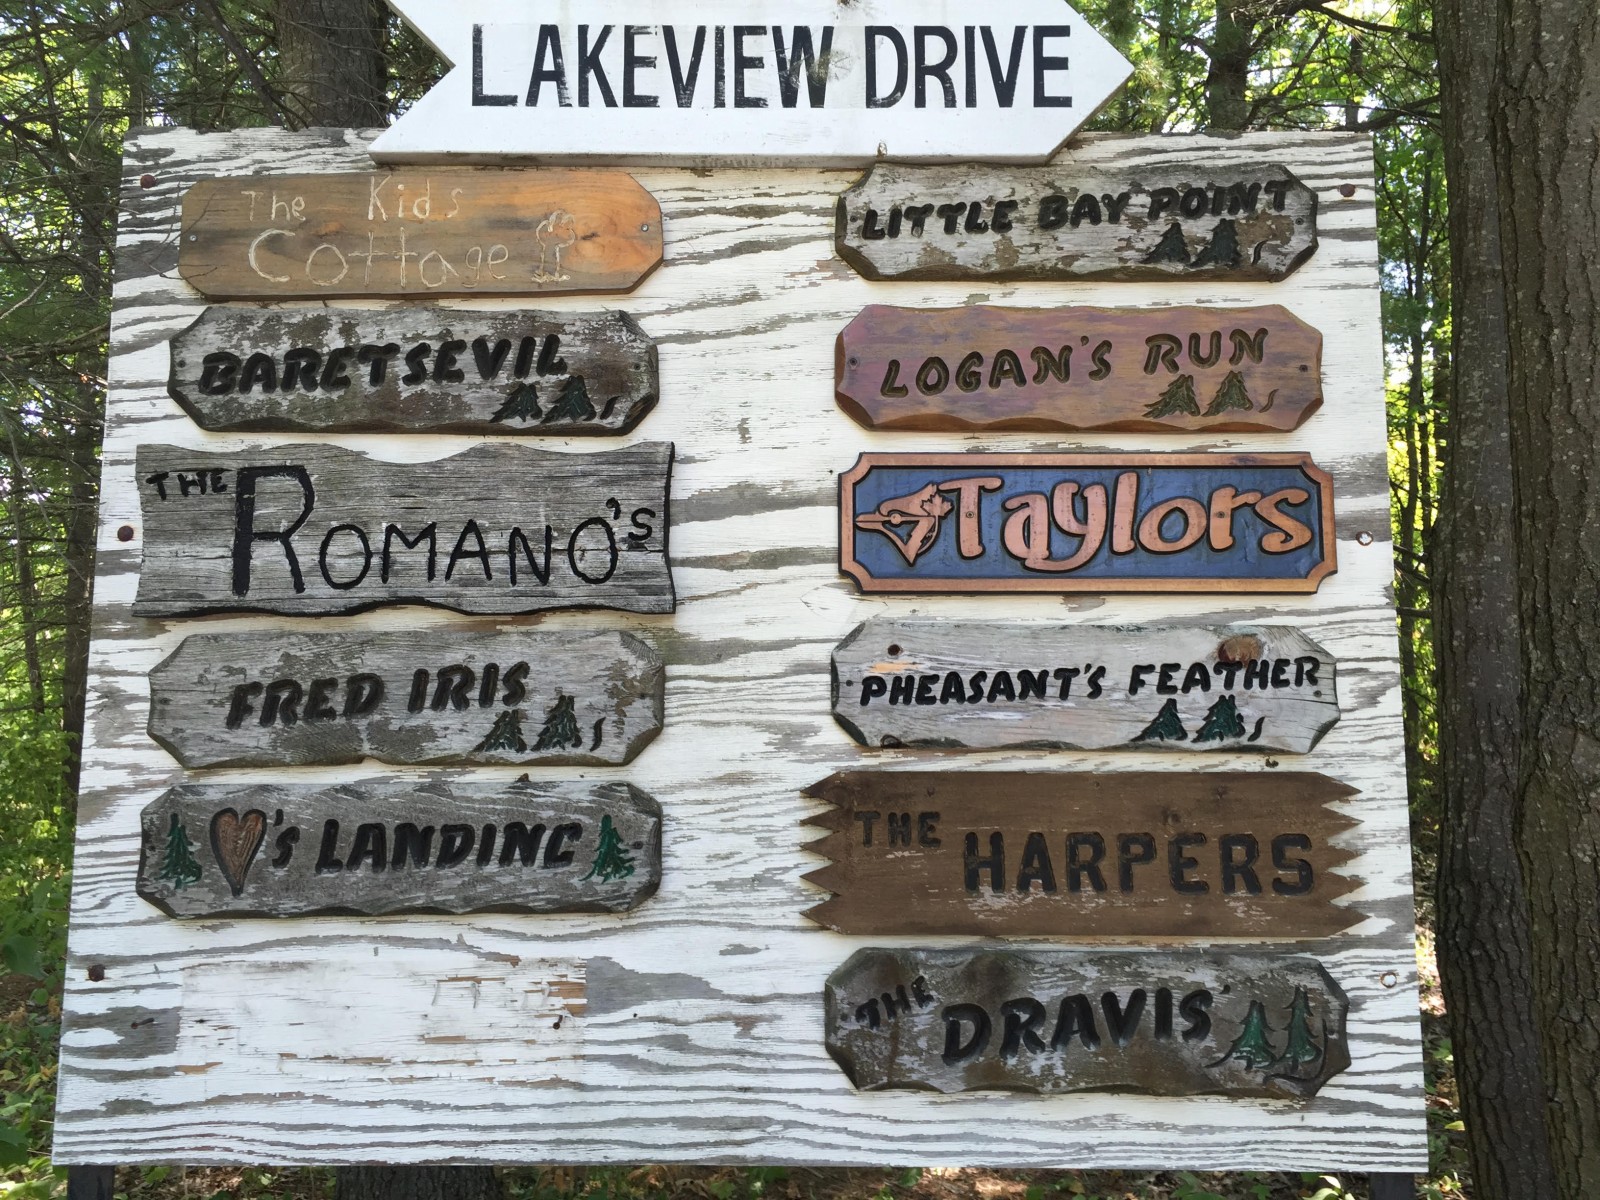 LAKEVIEW DRIVE
The Kids
Cottage
BARETSEVIL
THE ROMANO'S
FRED IRIS
's LANDING
LITTLE BAY POINT
LOGAN'S RUN
Taylors
PHEASANT'S FEATHER
THE HARPERS
THE DRAVIS'